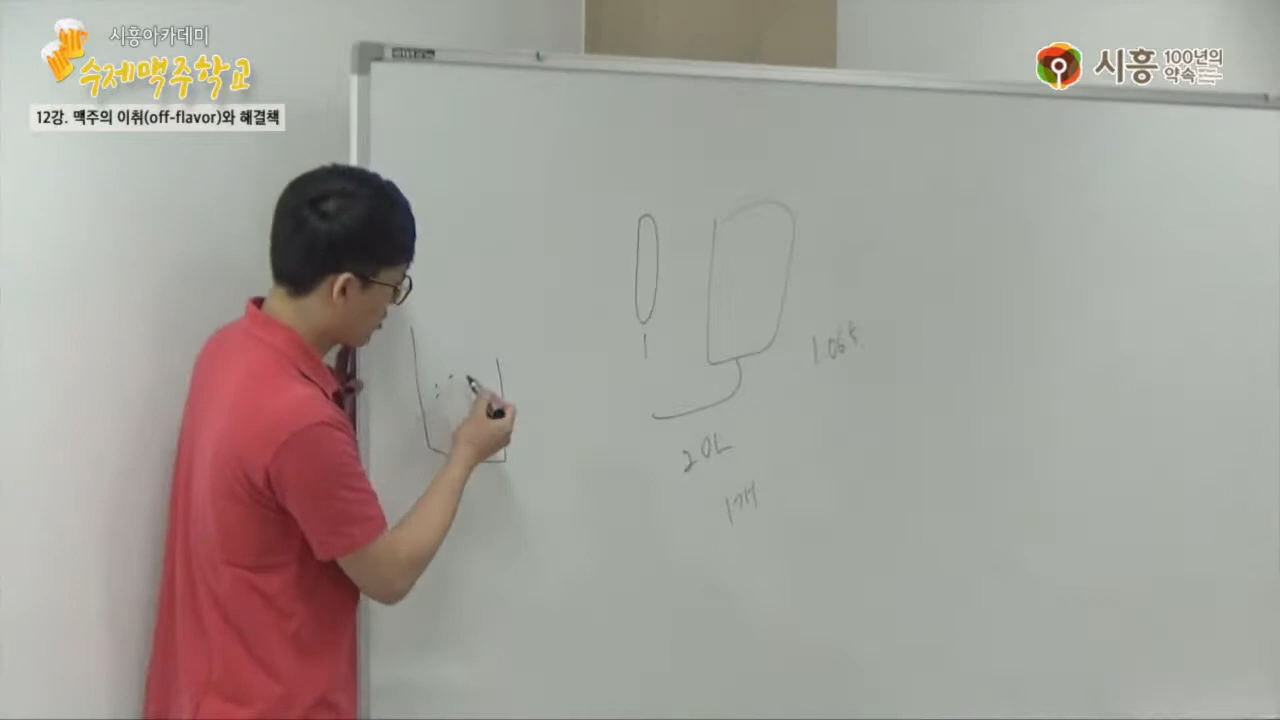 시흥아카데미
수제맥주학교
12강. 맥주의 이취(off-flavor)와 해결책
시흥 100년의
약속
1.065
20L
1개